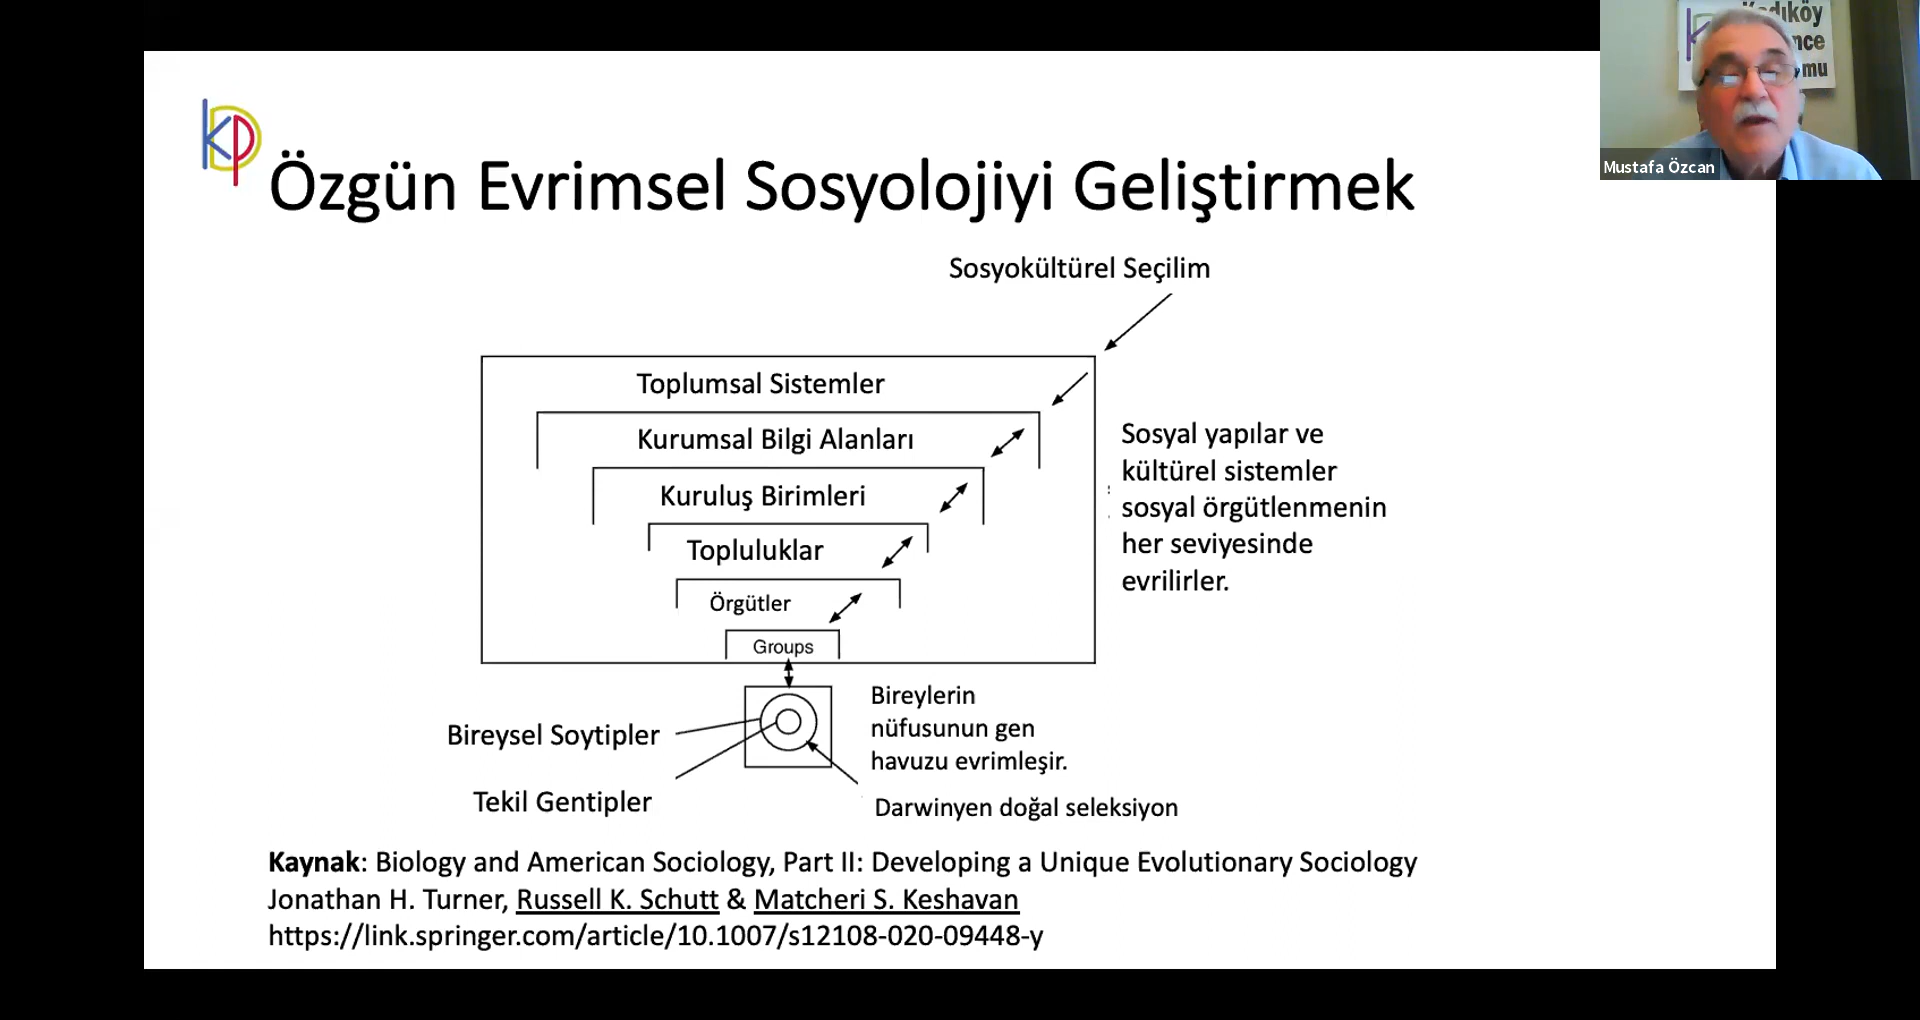 Kadıköy
mu
Mustafa Özcan
KDP
Özgün Evrimsel Sosyolojiyi Geliştirmek
Sosyokültürel Seçilim
Toplumsal Sistemler
Kurumsal Bilgi Alanları
Kuruluş Birimleri
Topluluklar
Örgütler
Groups
Sosyal yapılar ve
kültürel sistemler
sosyal örgütlenmenin
her seviyesinde
evrilirler.
Bireysel Soytipler
Tekil Gentipler
Bireylerin
nüfusunun gen
havuzu evrimleşir.
Darwinyen doğal seleksiyon
Kaynak: Biology and American Sociology, Part II: Developing a Unique Evolutionary Sociology
Jonathan H. Turner, Russell K. Schutt & Matcheri S. Keshavan
https://link.springer.com/article/10.1007/s12108-020-09448-y